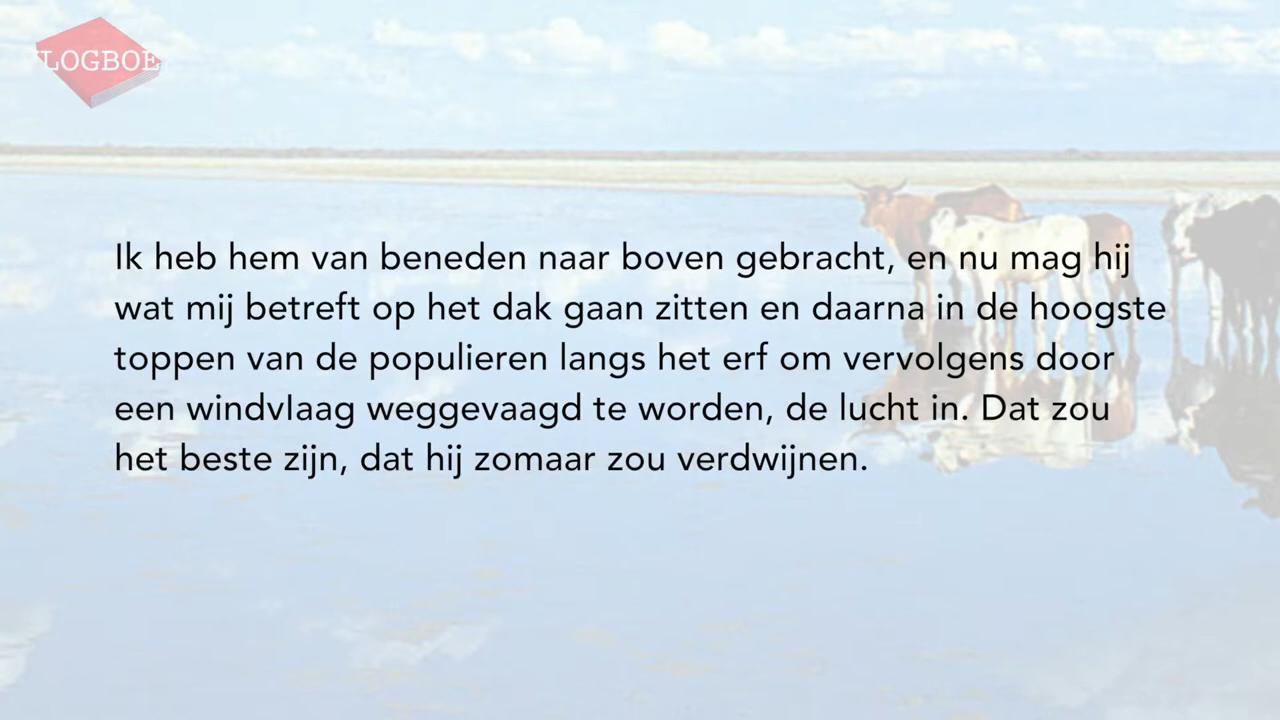 VLOGBOEK
Ik heb hem van beneden naar boven gebracht, en nu mag hij
wat mij betreft op het dak gaan zitten en daarna in de hoogste
toppen van de populieren langs het erf om vervolgens door
een windvlaag weggevaagd te worden, de lucht in. Dat zou
het beste zijn, dat hij zomaar zou verdwijnen.